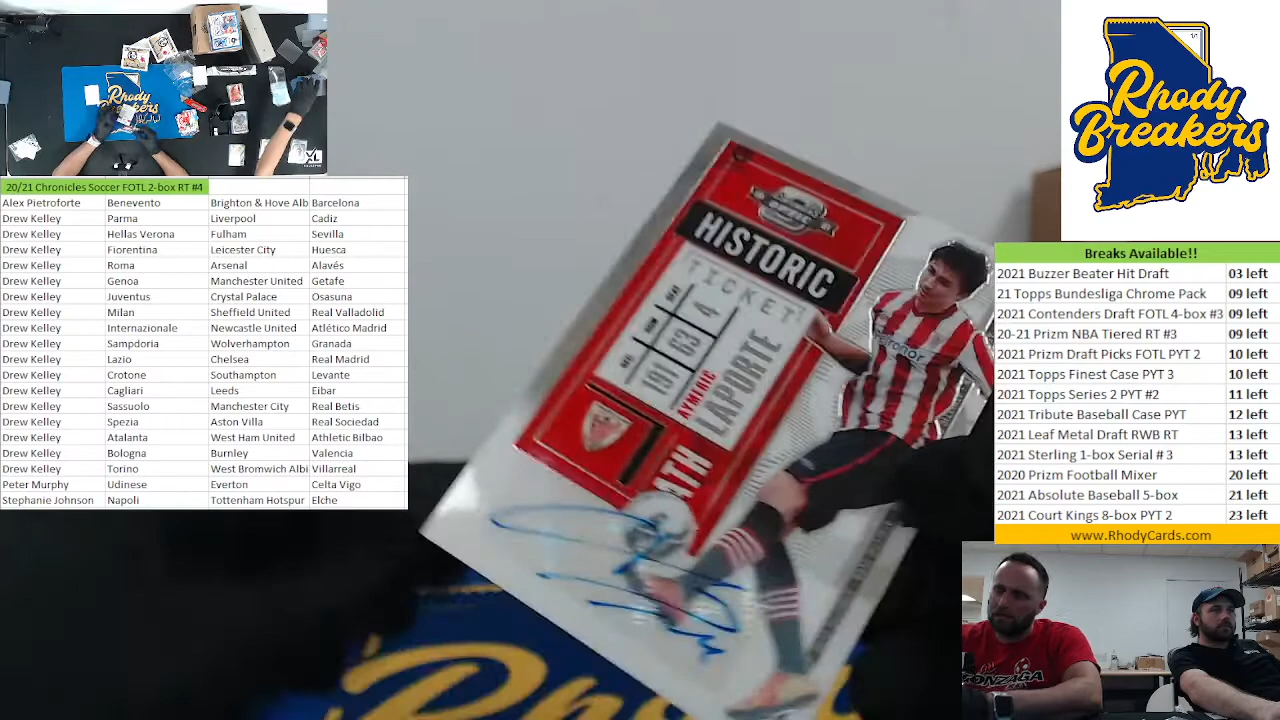 20/21 Chronicles Soccer FOTL 2-box RT #4
Alex Pietroforte Benevento Brighton & Hove Alb Barcelona
Drew Kelley Parma Liverpool Cadiz
Drew Kelley Hellas Verona Fulham Sevilla
Drew Kelley Fiorentina Leicester City Huesca
Drew Kelley Roma Arsenal Alavés
Drew Kelley Genoa Manchester United Getafe
Drew Kelley Juventus Crystal Palace Osasuna
Drew Kelley Milan Sheffield United Real Valladolid
Drew Kelley Internazionale Newcastle United Atlético Madrid
Drew Kelley Sampdoria Wolverhampton Granada
Drew Kelley Lazio Chelsea Real Madrid
Drew Kelley Crotone Southampton Levante
Drew Kelley Cagliari Leeds Eibar
Drew Kelley Sassuolo Manchester City Real Betis
Drew Kelley Spezia Aston Villa Real Sociedad
Drew Kelley Atalanta West Ham United Athletic Bilbao
Drew Kelley Bologna Burnley Valencia
Drew Kelley Torino West Bromwich Albi Villarreal
Peter Murphy Udinese Everton Celta Vigo
Stephanie Johnson Napoli Tottenham Hotspur Elche
Rhody
Breakers
XL
HISTORIC
TICKET
SEAT 4
ROW 63
SEC 191
AYMERIC
LAPORTE
ATH
Rhody
Breakers
Breaks Available!!
2021 Buzzer Beater Hit Draft 03 left
21 Topps Bundesliga Chrome Pack 09 left
2021 Contenders Draft FOTL 4-box #3 09 left
20-21 Prizm NBA Tiered RT #3 09 left
2021 Prizm Draft Picks FOTL PYT 2 10 left
2021 Topps Finest Case PYT 3 10 left
2021 Topps Series 2 PYT #2 11 left
2021 Tribute Baseball Case PYT 12 left
2021 Leaf Metal Draft RWB RT 13 left
2021 Sterling 1-box Serial # 3 13 left
2020 Prizm Football Mixer 20 left
2021 Absolute Baseball 5-box 21 left
2021 Court Kings 8-box PYT 2 23 left
www.RhodyCards.com
GONZAGA